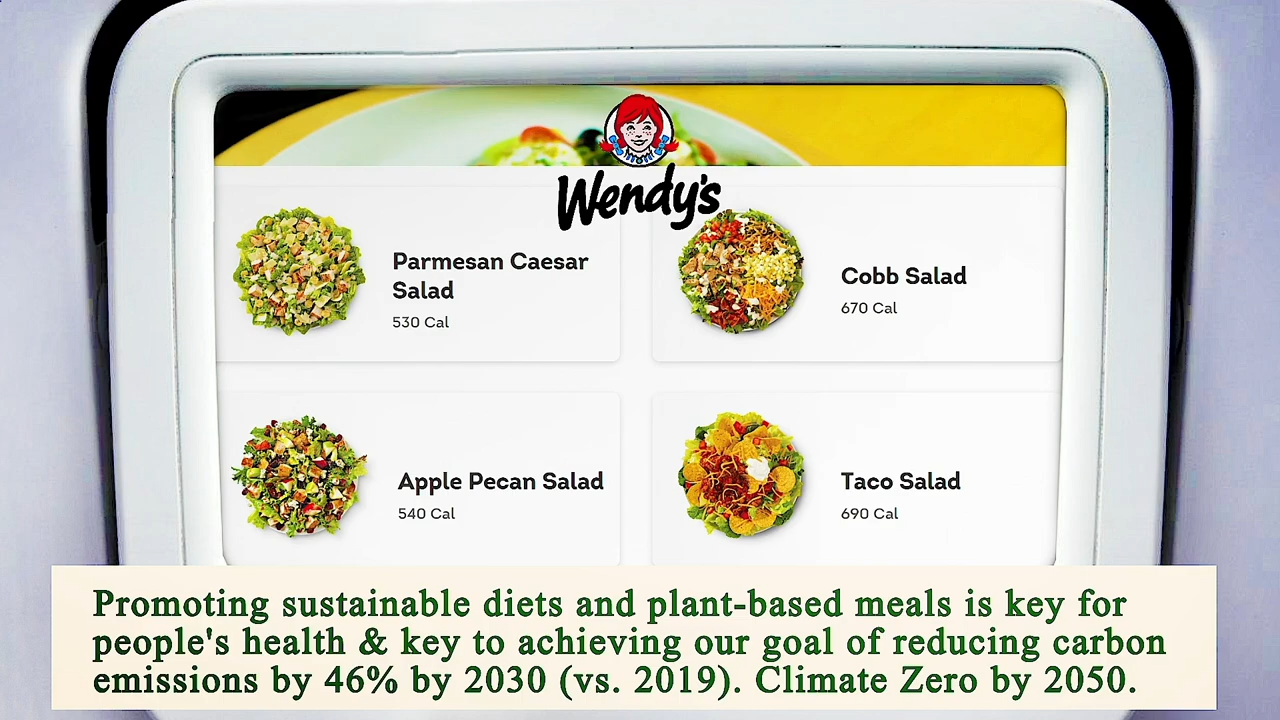 Wendy's
Parmesan Caesar
Salad
530 Cal
Cobb Salad
670 Cal
Apple Pecan Salad
540 Cal
Taco Salad
690 Cal
Promoting sustainable diets and plant-based meals is key for
people's health & key to achieving our goal of reducing carbon
emissions by 46% by 2030 (vs. 2019). Climate Zero by 2050.